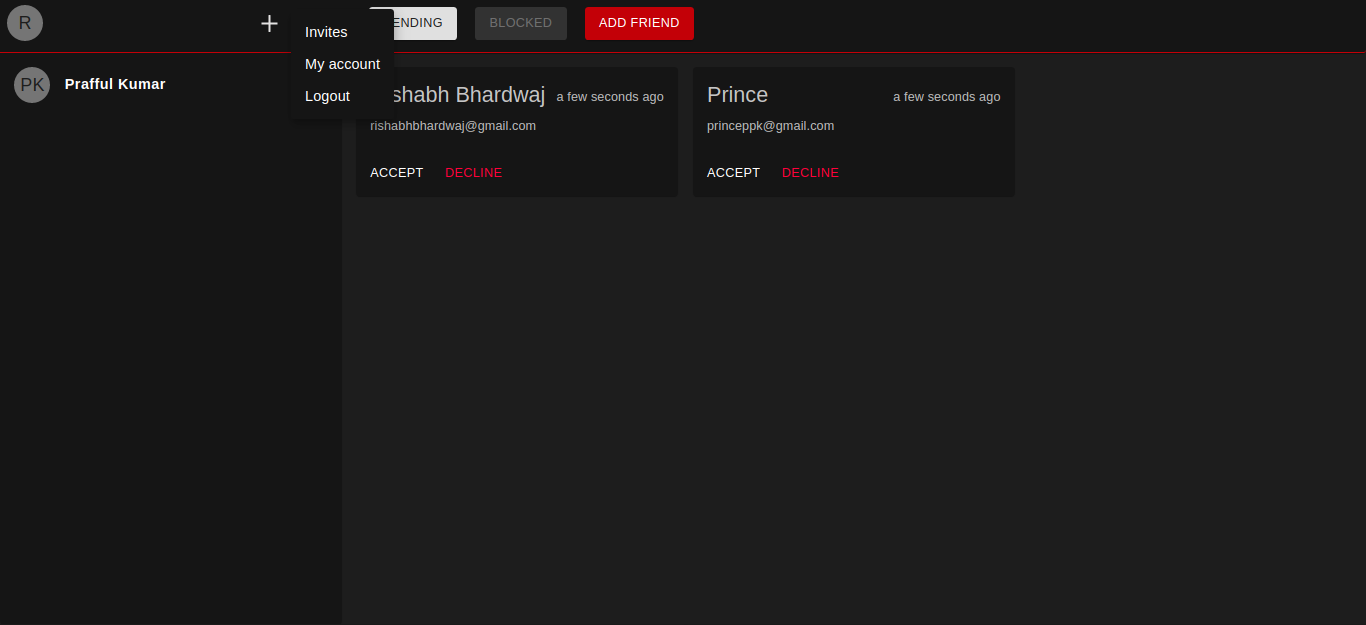 R
ENDING BLOCKED ADD FRIEND
Invites
My account
Logout
PK Prafful Kumar
shabh Bhardwaj a few seconds ago
rishabhbhardwaj@gmail.com
ACCEPT DECLINE
Prince a few seconds ago
princeppk@gmail.com
ACCEPT DECLINE